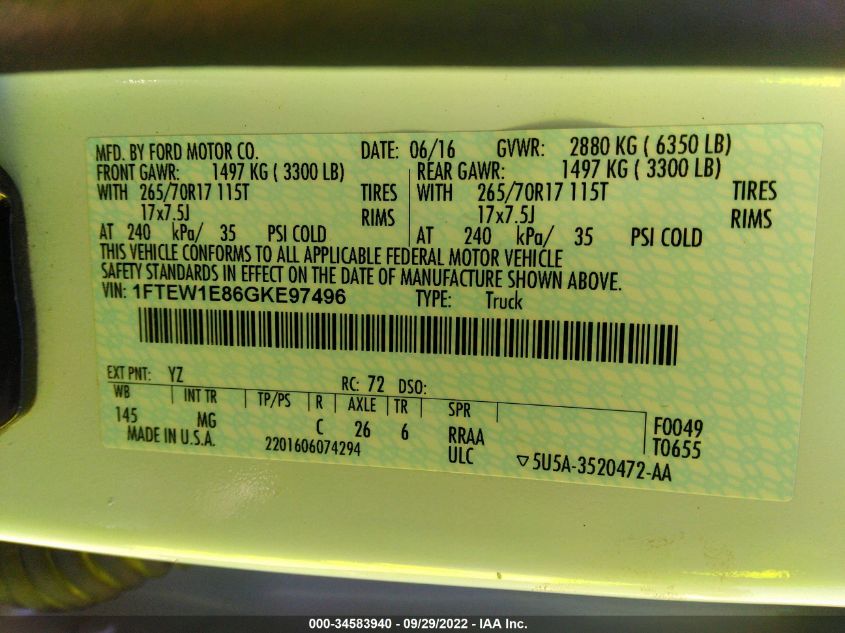 MFD. BY FORD MOTOR CO. DATE: 06/16 GVWR: 2880 KG ( 6350 LB)
FRONT GAWR: 1497 KG ( 3300 LB) REAR GAWR: 1497 KG ( 3300 LB)
WITH 265/70R17 115T TIRES WITH 265/70R17 115T TIRES
17x7.5J RIMS 17x7.5J RIMS
AT 240 kPa/ 35 PSI COLD AT 240 kPa/ 35 PSI COLD
THIS VEHICLE CONFORMS TO ALL APPLICABLE FEDERAL MOTOR VEHICLE
SAFETY STANDARDS IN EFFECT ON THE DATE OF MANUFACTURE SHOWN ABOVE.
VIN: 1FTEW1E86GKE97496 TYPE: Truck
EXT PNT: YZ RC: 72 DSO:
WB INT TR TP/PS R AXLE TR SPR
145 MG C 26 6 RRAA F0049
MADE IN U.S.A. 2201606074294 ULC T0655
▽5U5A-3520472-AA
000-34583940 - 09/29/2022 - IAA Inc.